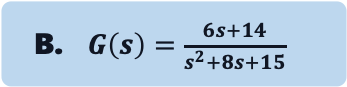 B. G(s) = 6s+14 / s²+8s+15